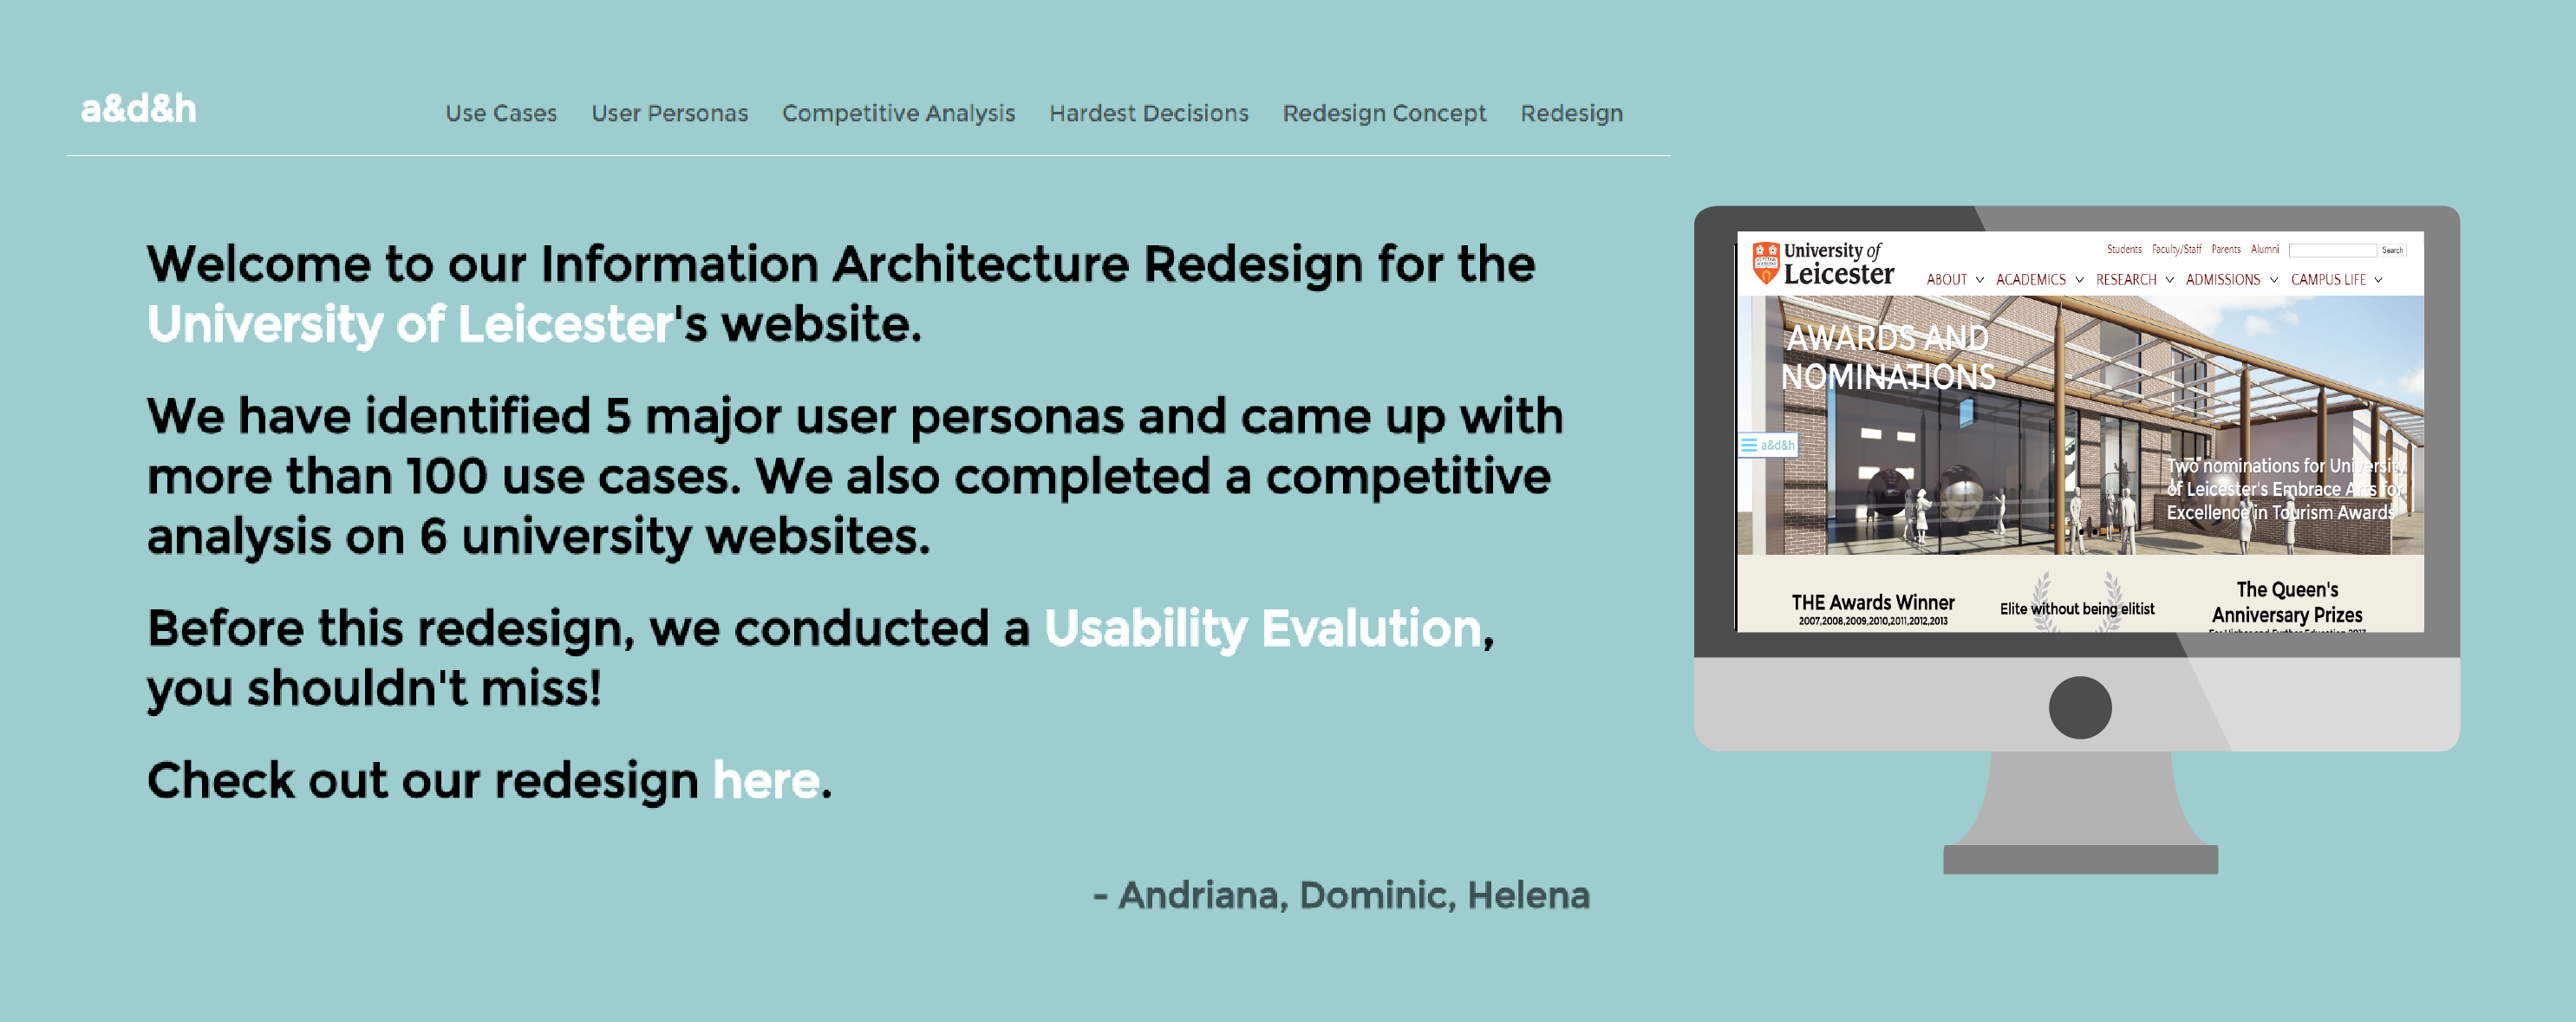 a&d&h
Use Cases User Personas Competitive Analysis Hardest Decisions Redesign Concept Redesign
Welcome to our Information Architecture Redesign for the
University of Leicester's website.
We have identified 5 major user personas and came up with
more than 100 use cases. We also completed a competitive
analysis on 6 university websites.
Before this redesign, we conducted a Usability Evalution,
you shouldn't miss!
Check out our redesign here.
- Andriana, Dominic, Helena
University of
Leicester
Students Faculty/Staff Parents Alumni Search
ABOUT ACADEMICS RESEARCH ADMISSIONS CAMPUS LIFE
AWARDS AND
NOMINATIONS
a&d&h
Two nominations for University
of Leicester's Embrace Arts for
Excellence in Tourism Awards
THE Awards Winner
2007,2008,2009,2010,2011,2012,2013
Elite without being elitist
The Queen's
Anniversary Prizes
For Higher and Further Education 2013